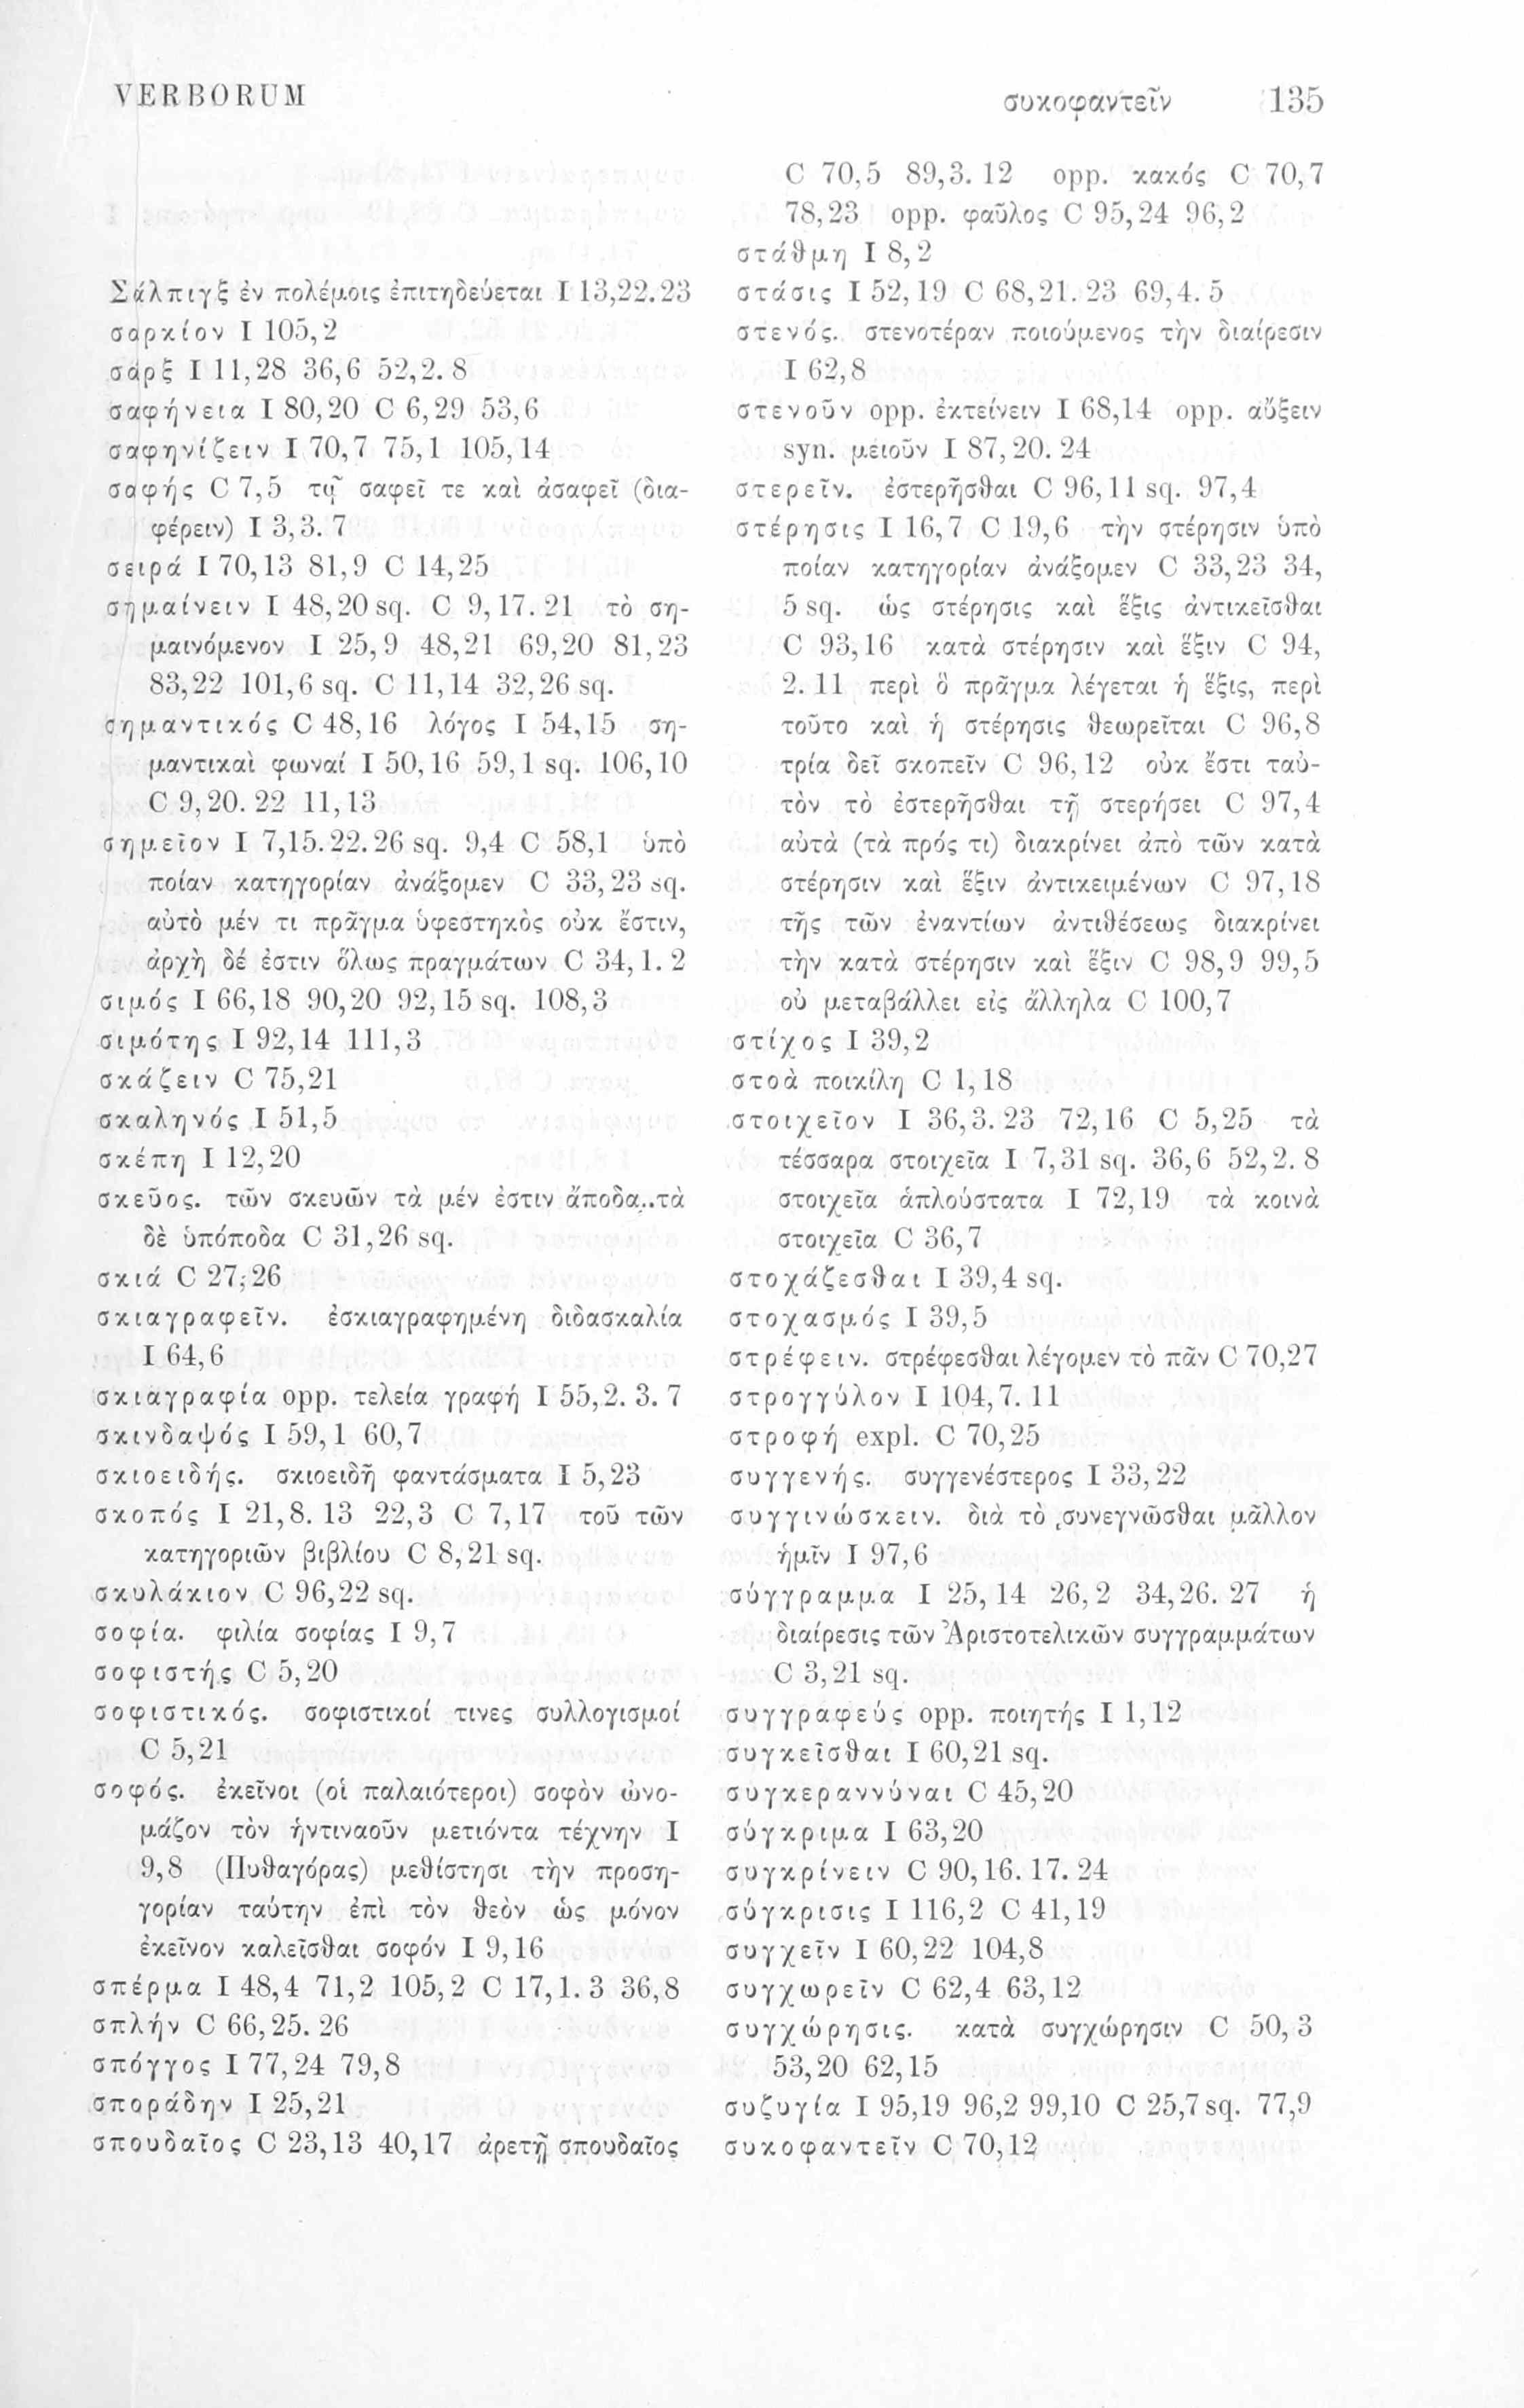 VERBORUM
συκοφαντεῖν 135
Σάλπιγξ ἐν πολέμοις ἐπιτηδεύεται I 13,22.23
σαρκίον I 105,2
σάρξ I 11,28 36,6 52,2. 8
σαφήνεια I 80,20 C 6,29 53,6
σαφηνίζειν I 70,7 75,1 105,14
σαφής C 7,5 τῷ σαφεῖ τε καὶ ἀσαφεῖ (δια-
φέρειν) I 3,3. 7
σειρά I 70,13 81,9 C 14,25
σημαίνειν I 48,20 sq. C 9,17. 21 τὸ ση-
μαινόμενον I 25,9 48,21 69,20 81,23
83,22 101,6 sq. C 11,14 32,26 sq.
σημαντικός C 48,16 λόγος I 54,15 ση-
μαντικαὶ φωναί I 50,16 59,1 sq. 106,10
C 9,20. 22 11,13
σημεῖον I 7,15.22.26 sq. 9,4 C 58,1 ὑπὸ
ποίαν κατηγορίαν ἀνάξομεν C 33,23 sq.
αὐτὸ μέν τι πρᾶγμα ὑφεστηκὸς οὐκ ἔστιν,
ἀρχὴ δέ ἐστιν ὅλως πραγμάτων C 34,1. 2
σιμός I 66,18 90,20 92,15 sq. 108,3
σιμότης I 92,14 111,3
σκάζειν C 75,21
σκαληνός I 51,5
σκέπη I 12,20
σκεῦος. τῶν σκευῶν τὰ μέν ἐστιν ἄποδα..τὰ
δὲ ὑπόποδα C 31,26 sq.
σκιά C 27,26
σκιαγραφεῖν. ἐσκιαγραφημένη διδασκαλία
I 64,6
σκιαγραφία opp. τελεία γραφή I 55,2. 3. 7
σκινδαψός I 59,1 60,7
σκιοειδής. σκιοειδῆ φαντάσματα I 5,23
σκοπός I 21,8. 13 22,3 C 7,17 τοῦ τῶν
κατηγοριῶν βιβλίου C 8,21 sq.
σκυλάκιον C 96,22 sq.
σοφία. φιλία σοφίας I 9,7
σοφιστής C 5,20
σοφιστικός. σοφιστικοί τινες συλλογισμοί
C 5,21
σοφός. ἐκεῖνοι (οἱ παλαιότεροι) σοφὸν ὠνο-
μάζον τὸν ἡντιναοῦν μετιόντα τέχνην I
9,8 (Πυθαγόρας) μεθίστησι τὴν προση-
γορίαν ταύτην ἐπὶ τὸν θεὸν ὡς μόνον
ἐκεῖνον καλεῖσθαι σοφόν I 9,16
σπέρμα I 48,4 71,2 105,2 C 17,1. 3 36,8
σπλήν C 66,25. 26
σπόγγος I 77,24 79,8
σποράδην I 25,21
σπουδαῖος C 23,13 40,17 ἀρετῇ σπουδαῖος
C 70,5 89,3. 12 opp. κακός C 70,7
78,23 opp. φαῦλος C 95,24 96,2
στάθμη I 8,2
στάσις I 52,19 C 68,21. 23 69,4. 5
στενός. στενοτέραν ποιούμενος τὴν διαίρεσιν
I 62,8
στενοῦν opp. ἐκτείνειν I 68,14 opp. αὔξειν
syn. μειοῦν I 87,20. 24
στερεῖν. ἐστερῆσθαι C 96,11 sq. 97,4
στέρησις I 16,7 C 19,6 τὴν στέρησιν ὑπὸ
ποίαν κατηγορίαν ἀνάξομεν C 33,23 34,
5 sq. ὡς στέρησις καὶ ἕξις ἀντικεῖσθαι
C 93,16 κατὰ στέρησιν καὶ ἕξιν C 94,
2. 11 περὶ ὃ πρᾶγμα λέγεται ἡ ἕξις, περὶ
τοῦτο καὶ ἡ στέρησις θεωρεῖται C 96,8
τρία δεῖ σκοπεῖν C 96,12 οὐκ ἔστι ταὐ-
τὸν τὸ ἐστερῆσθαι τῇ στερήσει C 97,4
αὐτὰ (τὰ πρός τι) διακρίνει ἀπὸ τῶν κατὰ
στέρησιν καὶ ἕξιν ἀντικειμένων C 97,18
τῆς τῶν ἐναντίων ἀντιθέσεως διακρίνει
τὴν κατὰ στέρησιν καὶ ἕξιν C 98,9 99,5
οὐ μεταβάλλει εἰς ἄλληλα C 100,7
στίχος I 39,2
στοὰ ποικίλη C 1,18
στοιχεῖον I 36,3. 23 72,16 C 5,25 τὰ
τέσσαρα στοιχεῖα I 7,31 sq. 36,6 52,2. 8
στοιχεῖα ἁπλούστατα I 72,19 τὰ κοινὰ
στοιχεῖα C 36,7
στοχάζεσθαι I 39,4 sq.
στοχασμός I 39,5
στρέφειν. στρέφεσθαι λέγομεν τὸ πᾶν C 70,27
στρογγύλον I 104,7. 11
στροφή expl. C 70,25
συγγενής. συγγενέστερος I 33,22
συγγινώσκειν. διὰ τὸ συνεγνῶσθαι μᾶλλον
ἡμῖν I 97,6
σύγγραμμα I 25,14 26,2 34,26. 27 ἡ
διαίρεσις τῶν Ἀριστοτελικῶν συγγραμμάτων
C 3,21 sq.
συγγραφεύς opp. ποιητής I 1,12
συγκεῖσθαι I 60,21 sq.
συγκεραννύναι C 45,20
σύγκριμα I 63,20
συγκρίνειν C 90,16. 17. 24
σύγκρισις I 116,2 C 41,19
συγχεῖν I 60,22 104,8
συγχωρεῖν C 62,4 63,12
συγχώρησις. κατὰ συγχώρησιν C 50,3
53,20 62,15
συζυγία I 95,19 96,2 99,10 C 25,7 sq. 77,9
συκοφαντεῖν C 70,12